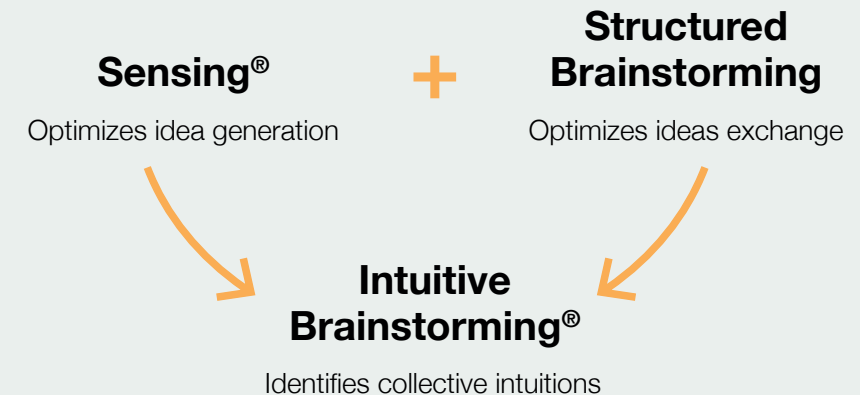 Sensing®
+
Structured
Brainstorming
Optimizes idea generation
Optimizes ideas exchange
Intuitive
Brainstorming®
Identifies collective intuitions